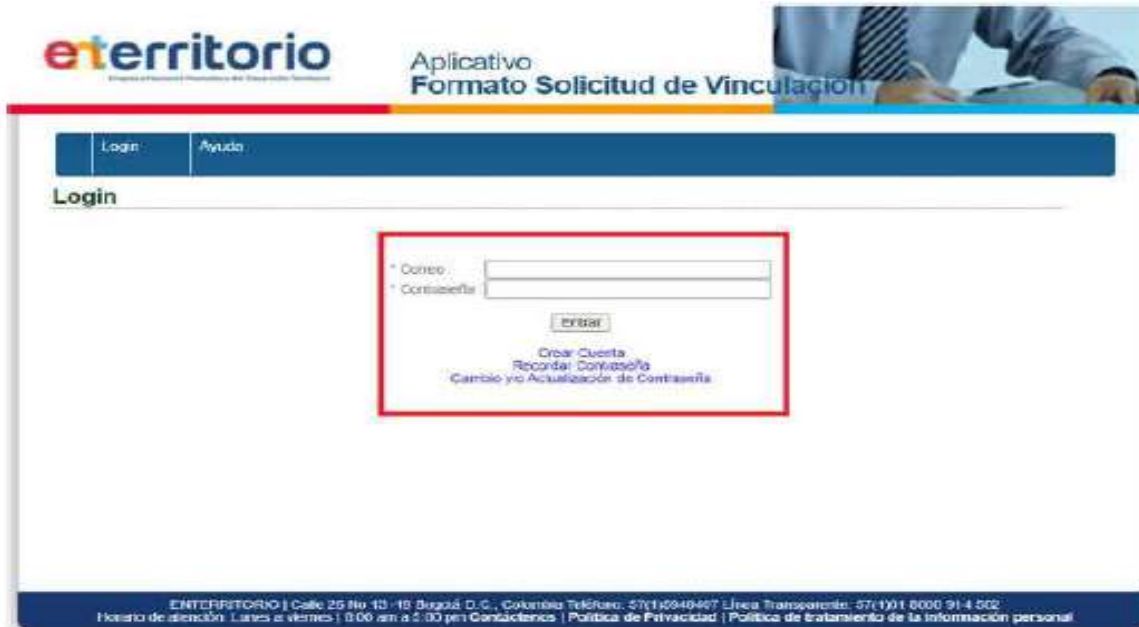 enterritorio
Aplicativo
Formato Solicitud de Vinculación
Login Ayuda
Login
* Correo
* Contraseña
Entrar
Crear Cuenta
Recordar Contraseña
Cambio y/o Actualización de Contraseña
ENTERRITORIO | Calle 26 No 13 -19 Bogotá D.C., Colombia Teléfono: 57(1)5940407 Línea Transparente: 57(1)01 8000 914 502
Horario de atención: Lunes a viernes | 8:00 am a 5:00 pm Contáctenos | Política de Privacidad | Política de tratamiento de la información personal